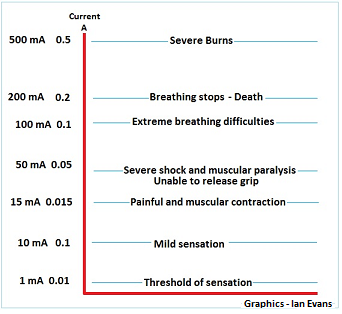 Current
A
500 mA 0.5 Severe Burns
200 mA 0.2 Breathing stops - Death
100 mA 0.1 Extreme breathing difficulties
50 mA 0.05 Severe shock and muscular paralysis
Unable to release grip
15 mA 0.015 Painful and muscular contraction
10 mA 0.1 Mild sensation
1 mA 0.01 Threshold of sensation
Graphics - Ian Evans